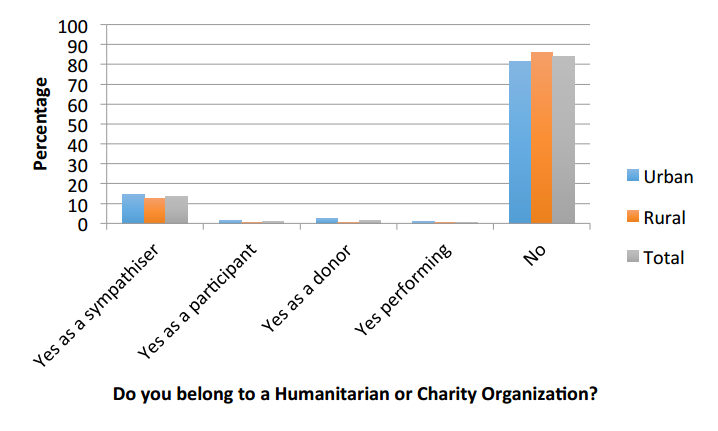 100
90
80
70
60
50
40
30
20
10
0
Percentage
Yes as a sympathiser
Yes as a participant
Yes as a donor
Yes performing
No
Urban
Rural
Total
Do you belong to a Humanitarian or Charity Organization?